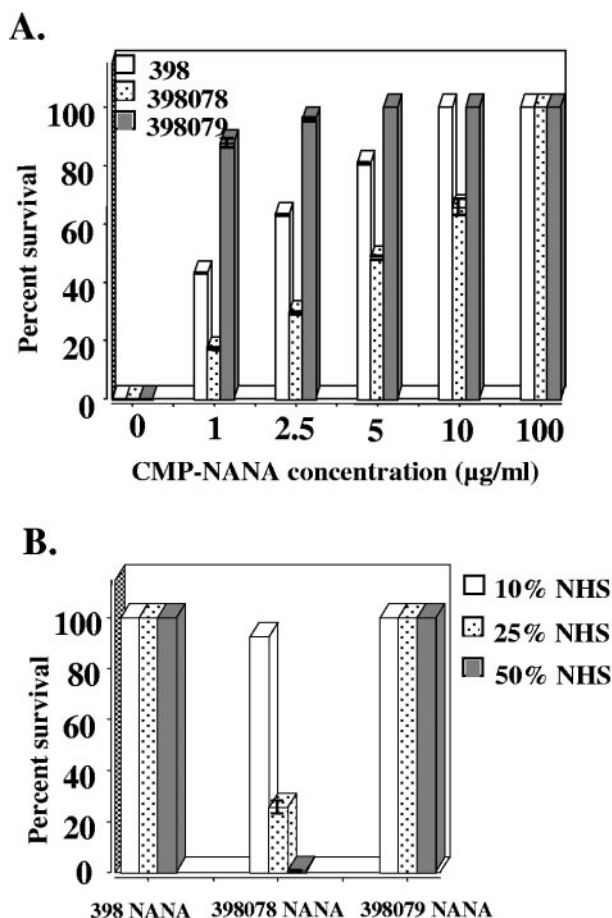 A.
398
398078
398079
100
80
60
40
20
0
Percent survival
0 1 2.5 5 10 100
CMP-NANA concentration (µg/ml)
B.
10% NHS
25% NHS
50% NHS
100
80
60
40
20
0
Percent survival
398 NANA 398078 NANA 398079 NANA